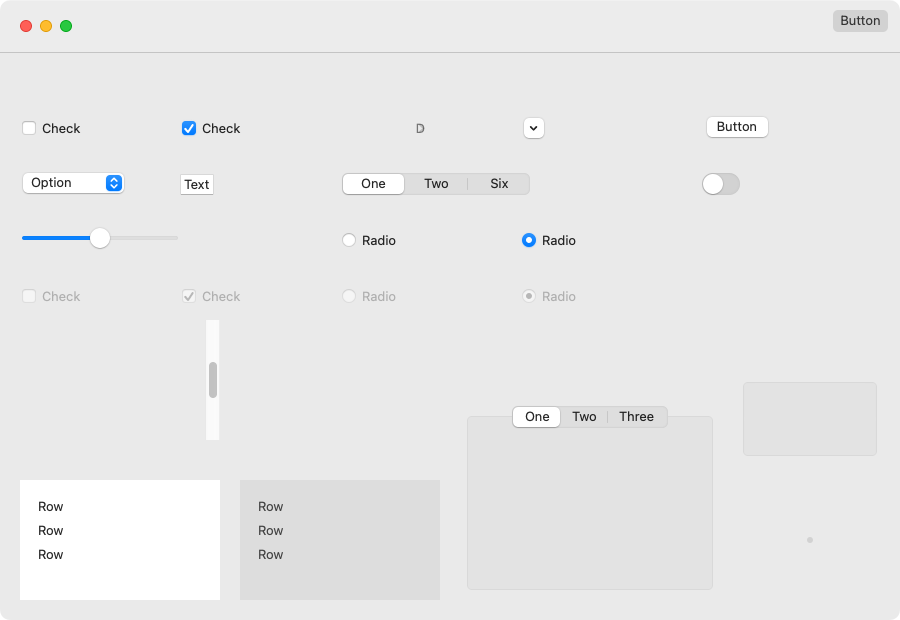 Button
Check
Check
D
Button
Option
Text
One
Two
Six
Radio
Radio
Check
Check
Radio
Radio
One
Two
Three
Row
Row
Row
Row
Row
Row